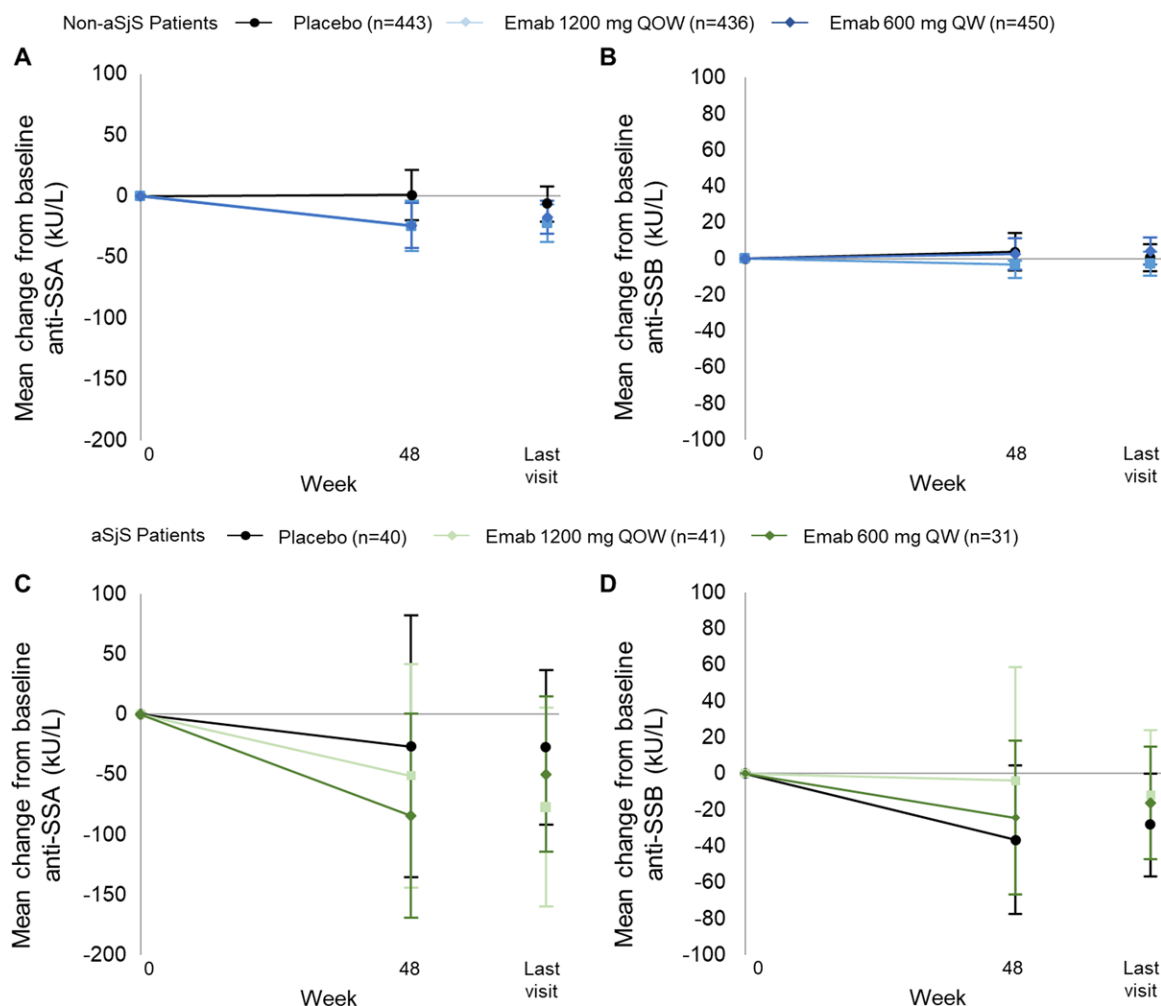 Non-aSjS Patients Placebo (n=443) Emab 1200 mg QOW (n=436) Emab 600 mg QW (n=450)
A
Mean change from baseline
anti-SSA (kU/L)
100
50
0
-50
-100
-150
-200
0
48
Last
visit
Week
B
Mean change from baseline
anti-SSB (kU/L)
100
80
60
40
20
0
-20
-40
-60
-80
-100
0
48
Last
visit
Week
aSjS Patients Placebo (n=40) Emab 1200 mg QOW (n=41) Emab 600 mg QW (n=31)
C
Mean change from baseline
anti-SSA (kU/L)
100
50
0
-50
-100
-150
-200
0
48
Last
visit
Week
D
Mean change from baseline
anti-SSB (kU/L)
100
80
60
40
20
0
-20
-40
-60
-80
-100
0
48
Last
visit
Week